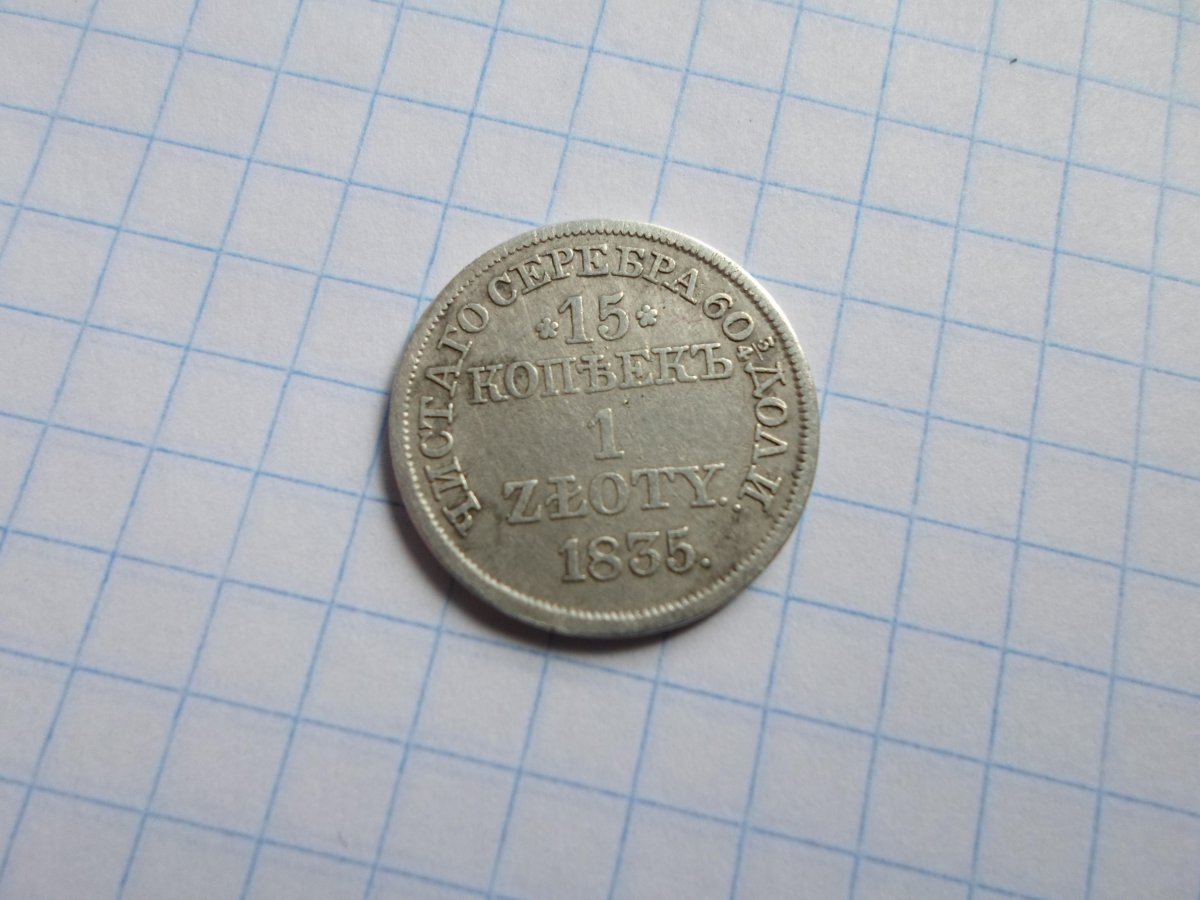 ЧИСТАГО СЕРЕБРА 60 3/4 ДОЛИ.
15
КОПѢЕКЪ
1
ZŁOTY.
1835.